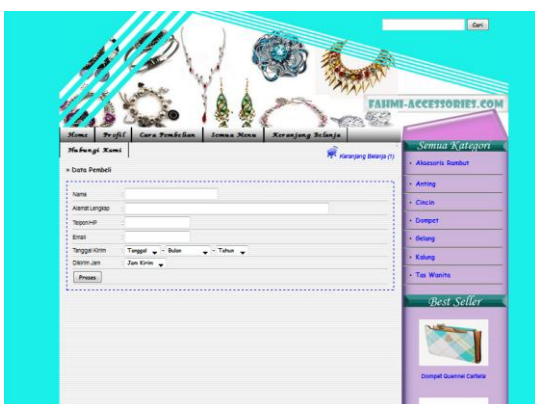 Cari
FAHMI-ACCESSORIES.COM
Home Profil Cara Pembelian Semua Menu Keranjang Belanja
Hubungi Kami
Keranjang Belanja (1)
» Data Pembeli
Nama :
Alamat Lengkap :
Telpon/HP :
Email :
Tanggal Kirim : Tanggal - Bulan - Tahun
Dikirim Jam : Jam Kirim
Proses
Semua Kategori
• Aksesoris Rambut
• Anting
• Cincin
• Dompet
• Gelang
• Kalung
• Tas Wanita
Best Seller
Dompet Quennel Cartiela